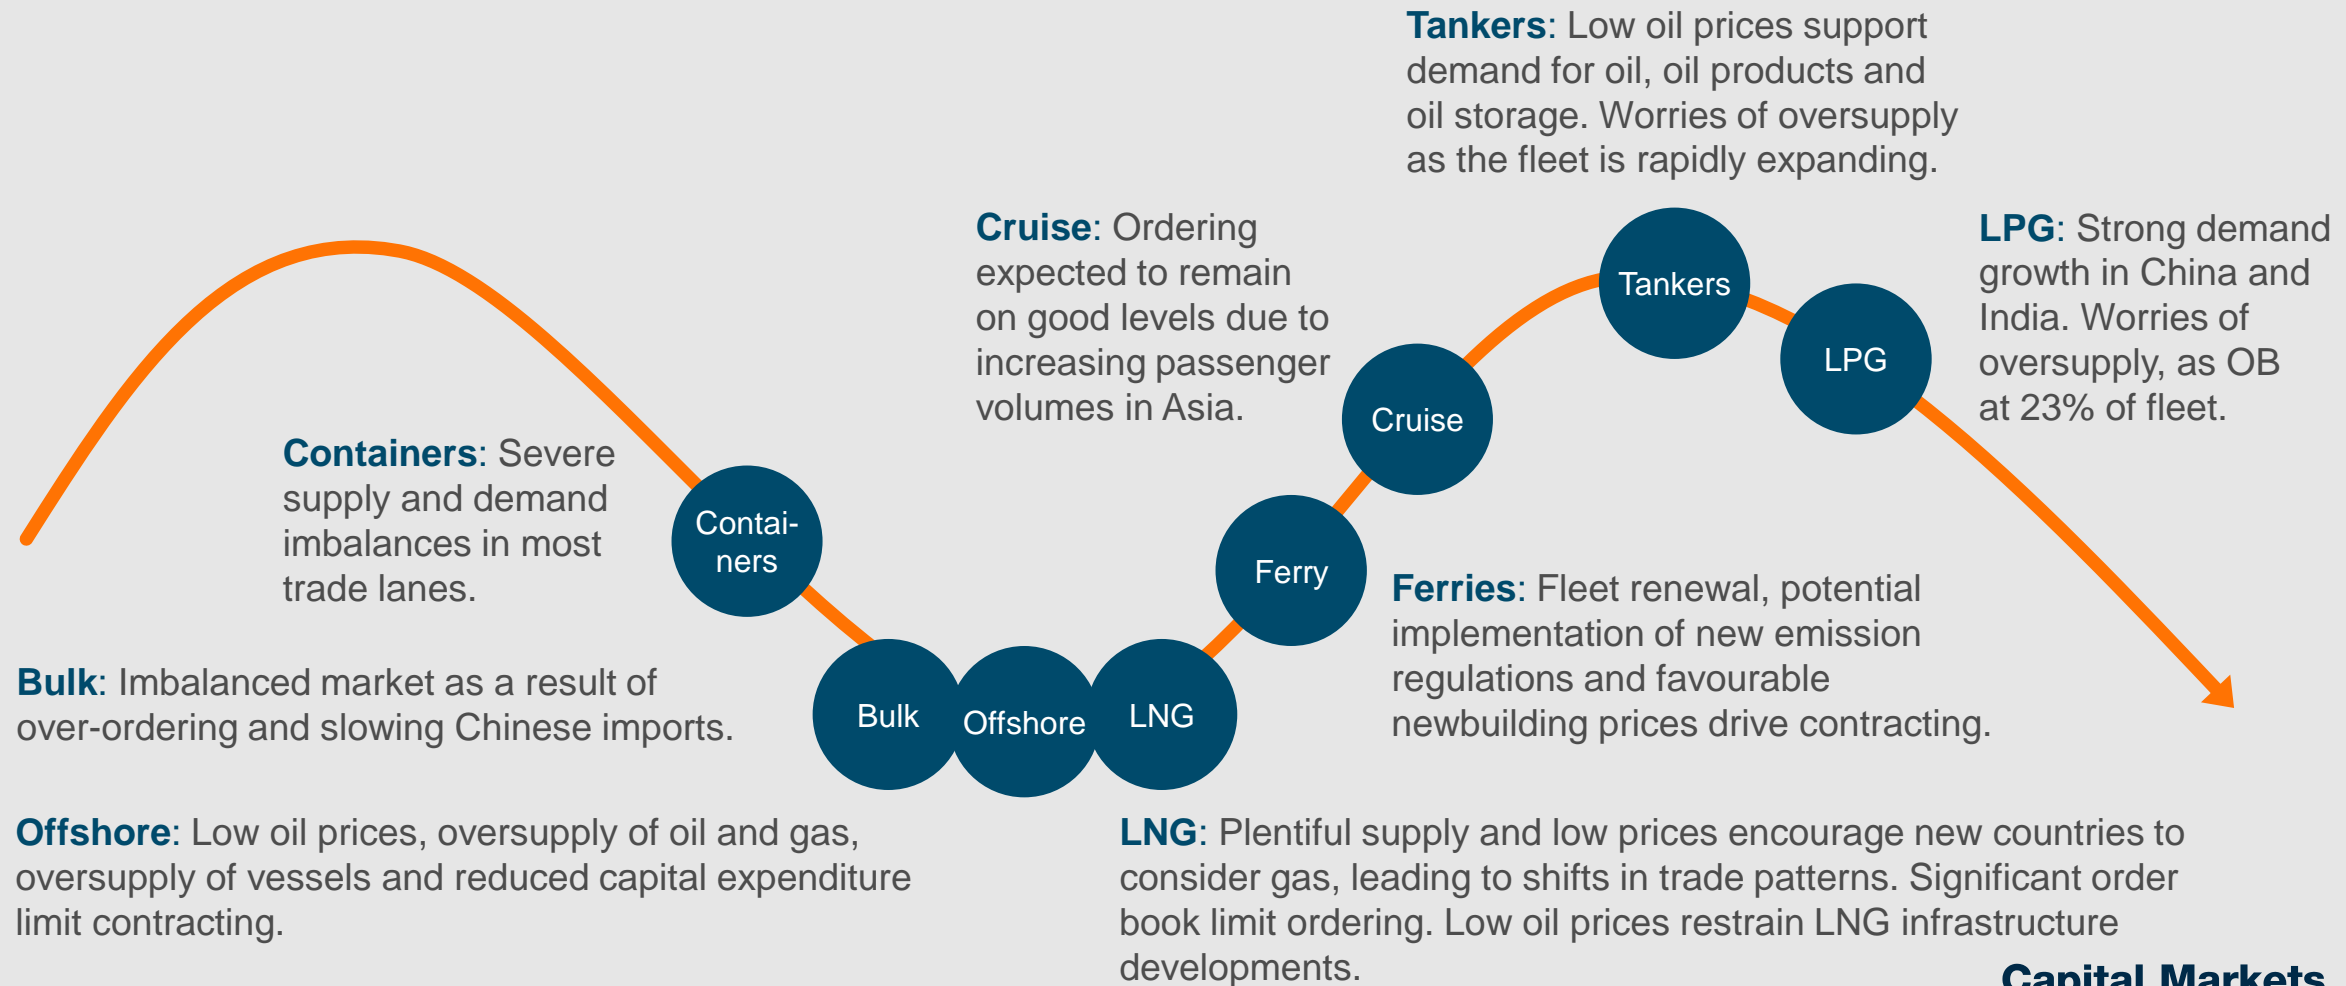 Tankers: Low oil prices support
demand for oil, oil products and
oil storage. Worries of oversupply
as the fleet is rapidly expanding.
Cruise: Ordering
expected to remain
on good levels due to
increasing passenger
volumes in Asia.
Tankers
LPG: Strong demand
growth in China and
India. Worries of
oversupply, as OB
at 23% of fleet.
LPG
Cruise
Containers: Severe
supply and demand
imbalances in most
trade lanes.
Contai-
ners
Ferry
Ferries: Fleet renewal, potential
implementation of new emission
regulations and favourable
newbuilding prices drive contracting.
Bulk: Imbalanced market as a result of
over-ordering and slowing Chinese imports.
Bulk
Offshore
LNG
Offshore: Low oil prices, oversupply of oil and gas,
oversupply of vessels and reduced capital expenditure
limit contracting.
LNG: Plentiful supply and low prices encourage new countries to
consider gas, leading to shifts in trade patterns. Significant order
book limit ordering. Low oil prices restrain LNG infrastructure
developments.
Capital Markets